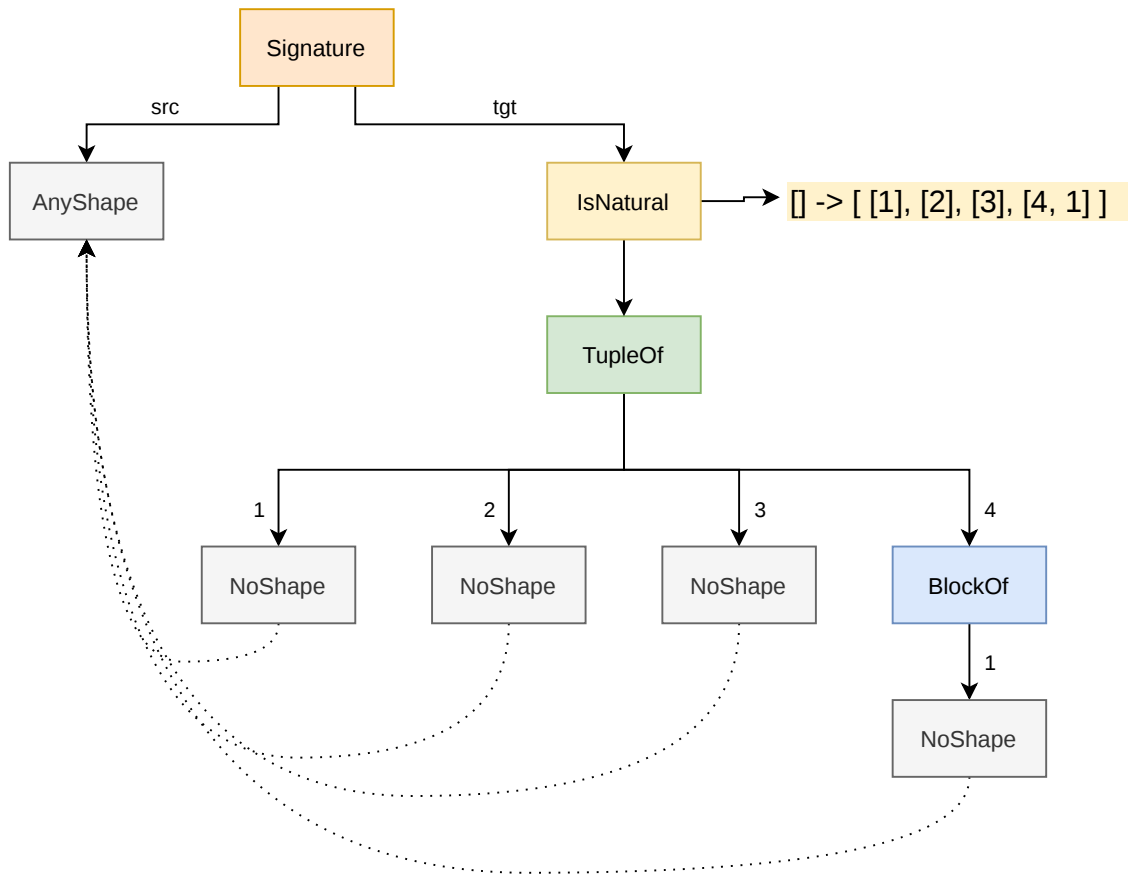 Signature
src
tgt
AnyShape
IsNatural
[] -> [ [1], [2], [3], [4, 1] ]
TupleOf
1
2
3
4
NoShape
NoShape
NoShape
BlockOf
1
NoShape